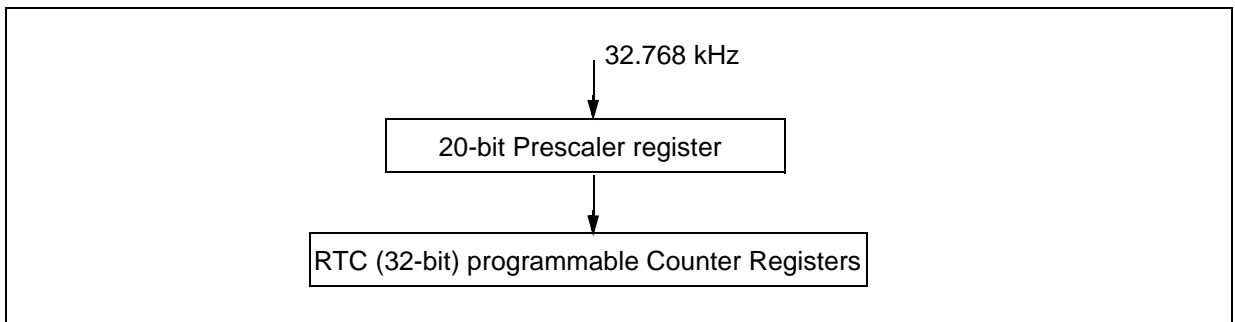 32.768 kHz
20-bit Prescaler register
RTC (32-bit) programmable Counter Registers